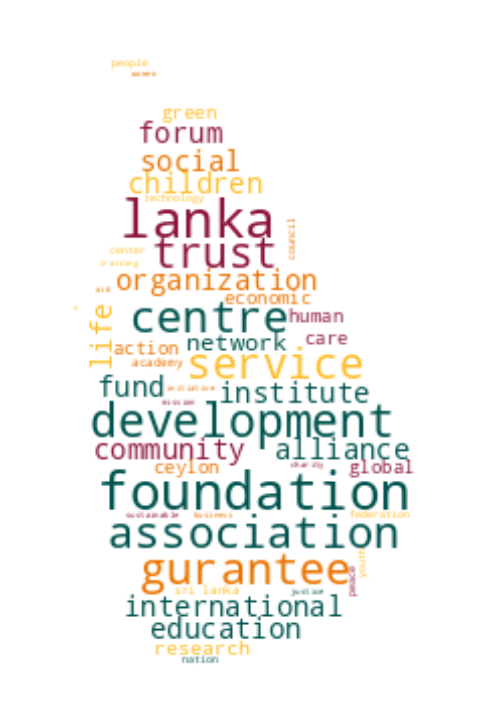 people
women
green
forum
social
children
technology
lanka
council
trust
center
training
organization
aid
economic
life
centre
human
network
care
action
academy
service
fund
initiative
institute
mission
development
community
alliance
ceylon
charity
global
foundation
sustainable
business
federation
association
youth
gurantee
peace
sri lanka
justice
international
education
research
nation